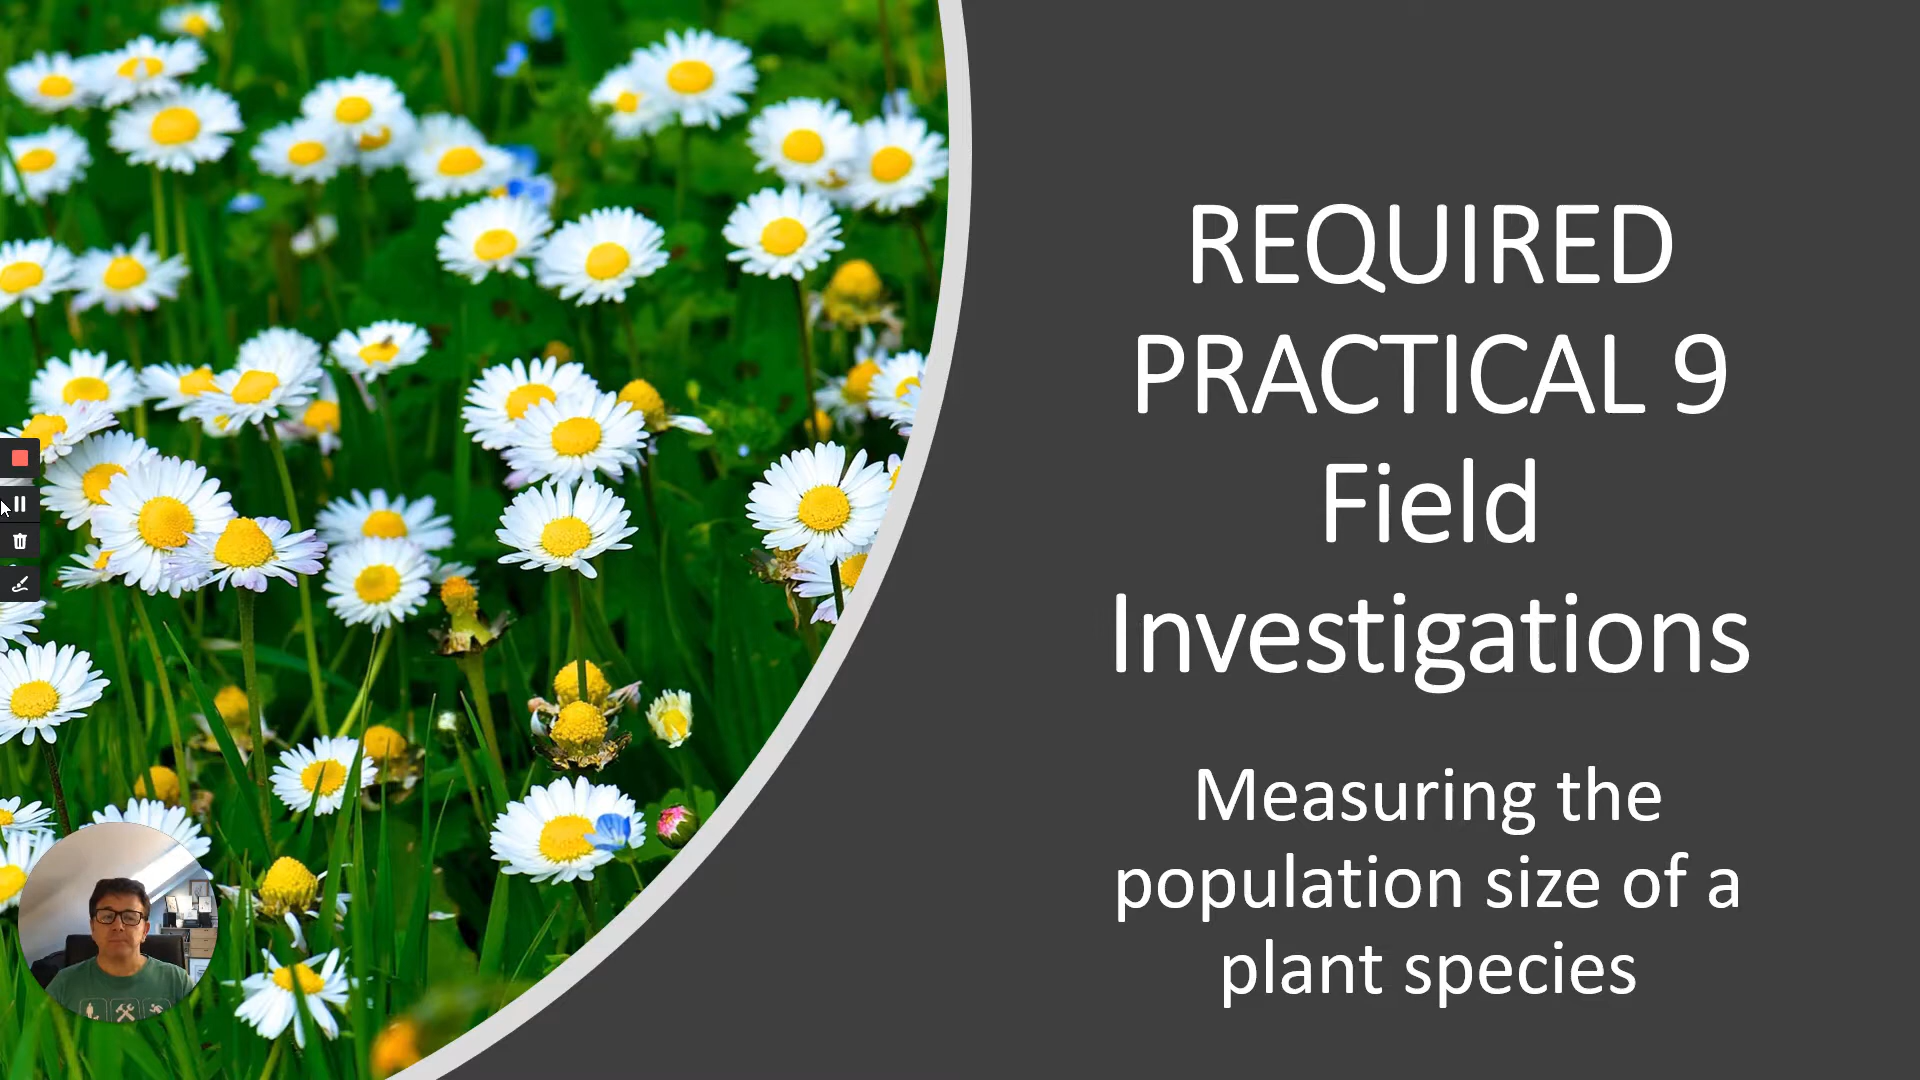 REQUIRED
PRACTICAL 9
Field
Investigations
Measuring the
population size of a
plant species